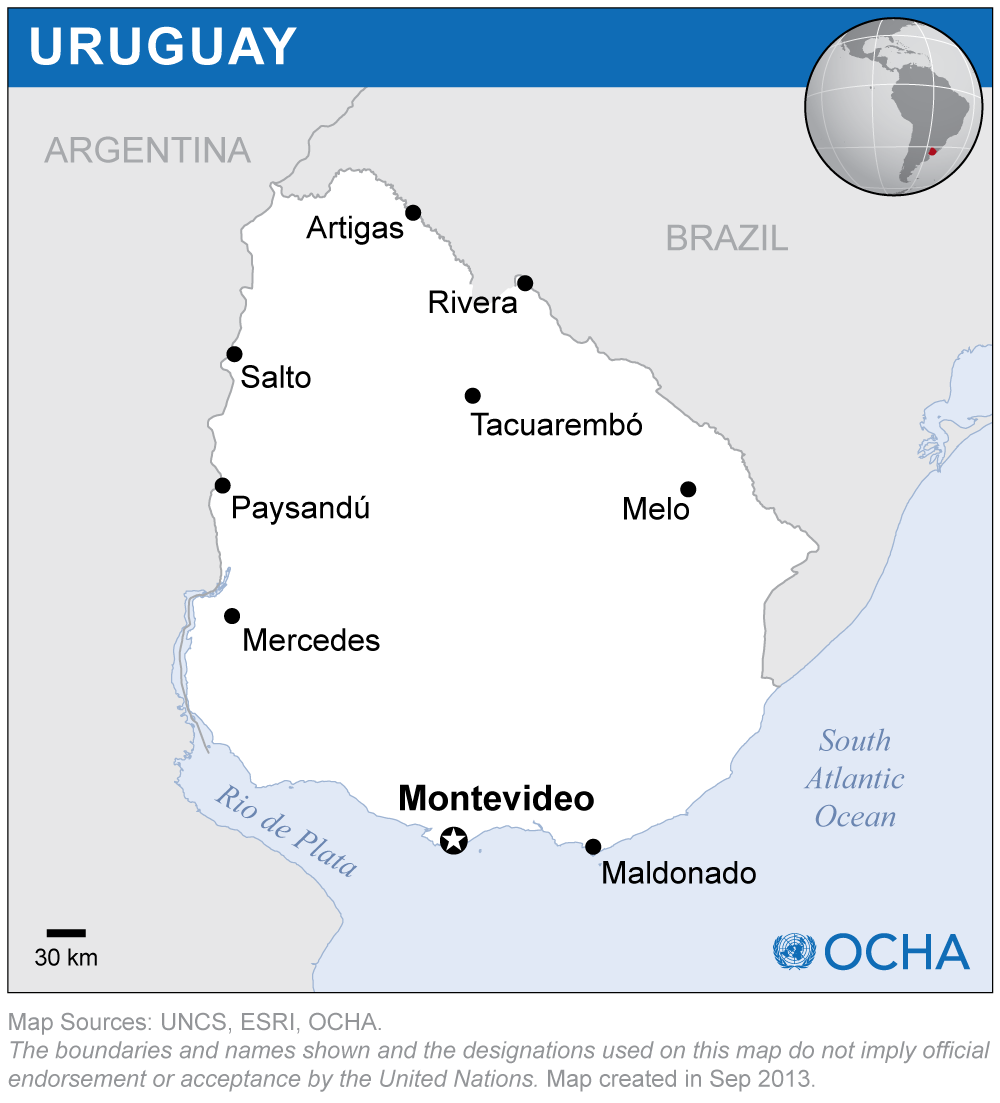 URUGUAY
ARGENTINA
BRAZIL
Artigas
Rivera
Salto
Tacuarembó
Paysandú
Melo
Mercedes
South
Atlantic
Ocean
Montevideo
Rio de Plata
Maldonado
30 km
OCHA
Map Sources: UNCS, ESRI, OCHA.
The boundaries and names shown and the designations used on this map do not imply official
endorsement or acceptance by the United Nations. Map created in Sep 2013.